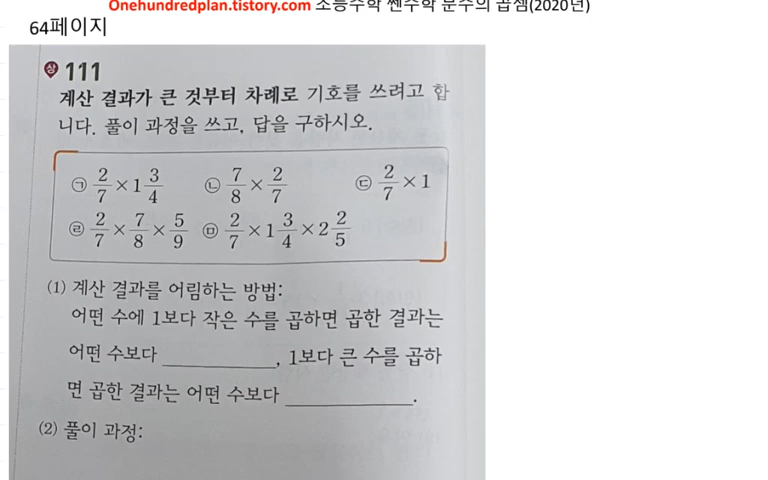 Onehundredplan.tistory.com 초등수학 쎈수학 분수의 곱셈(2020년)
64페이지
상 111
계산 결과가 큰 것부터 차례로 기호를 쓰려고 합
니다. 풀이 과정을 쓰고, 답을 구하시오.
㉠ 2/7 × 1 3/4 ㉡ 7/8 × 2/7 ㉢ 2/7 × 1
㉣ 2/7 × 7/8 × 5/9 ㉤ 2/7 × 1 3/4 × 2 2/5
(1) 계산 결과를 어림하는 방법:
어떤 수에 1보다 작은 수를 곱하면 곱한 결과는
어떤 수보다 ________, 1보다 큰 수를 곱하
면 곱한 결과는 어떤 수보다 ________.
(2) 풀이 과정: